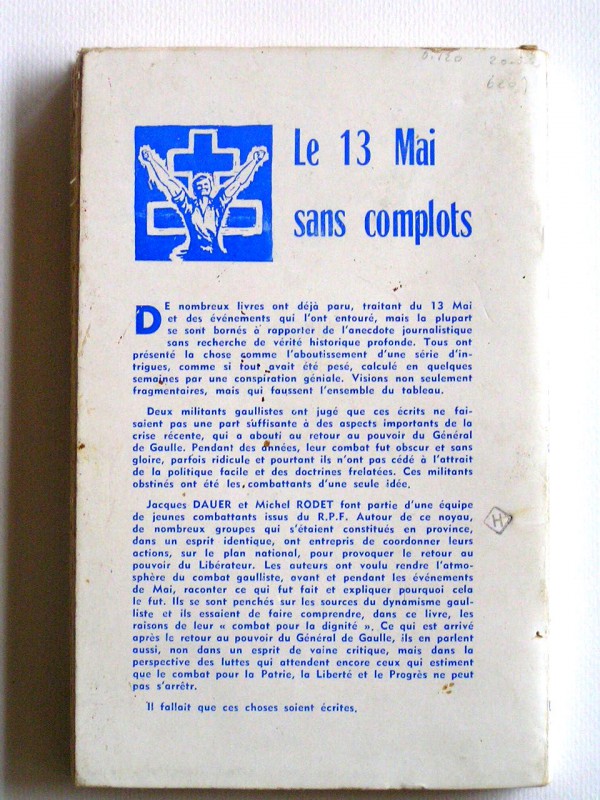 6.120 20-
620
Le 13 Mai
sans complots
DE nombreux livres ont déjà paru, traitant du 13 Mai
et des événements qui l'ont entouré, mais la plupart
se sont bornés à rapporter de l'anecdote journalistique
sans recherche de vérité historique profonde. Tous ont
présenté la chose comme l'aboutissement d'une série d'in-
trigues, comme si tout avait été pesé, calculé en quelques
semaines par une conspiration géniale. Visions non seulement
fragmentaires, mais qui faussent l'ensemble du tableau.
Deux militants gaullistes ont jugé que ces écrits ne fai-
saient pas une part suffisante à des aspects importants de la
crise récente, qui a abouti au retour au pouvoir du Général
de Gaulle. Pendant des années, leur combat fut obscur et sans
gloire, parfois ridicule et pourtant ils n'ont pas cédé à l'attrait
de la politique facile et des doctrines frelatées. Ces militants
obstinés ont été les combattants d'une seule idée.
Jacques DAUER et Michel RODET font partie d'une équipe
de jeunes combattants issus du R.P.F. Autour de ce noyau,
de nombreux groupes qui s'étaient constitués en province,
dans un esprit identique, ont entrepris de coordonner leurs
actions, sur le plan national, pour provoquer le retour au
pouvoir du Libérateur. Les auteurs ont voulu rendre l'atmo-
sphère du combat gaulliste, avant et pendant les événements
de Mai, raconter ce qui fut fait et expliquer pourquoi cela
le fut. Ils se sont penchés sur les sources du dynamisme gaul-
liste et ils essaient de faire comprendre, dans ce livre, les
raisons de leur « combat pour la dignité ». Ce qui est arrivé
après le retour au pouvoir du Général de Gaulle, ils en parlent
aussi, non dans un esprit de vaine critique, mais dans la
perspective des luttes qui attendent encore ceux qui estiment
que le combat pour la Patrie, la Liberté et le Progrès ne peut
pas s'arrêtr.
Il fallait que ces choses soient écrites.
H